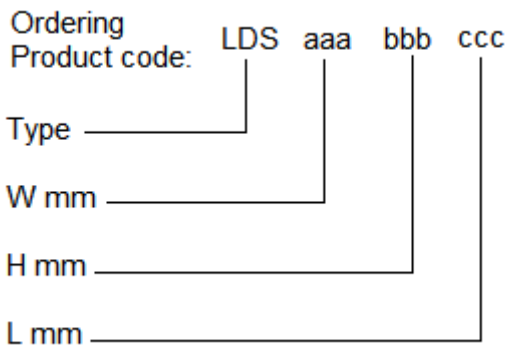 Ordering
Product code: LDS aaa bbb ccc
Type
W mm
H mm
L mm